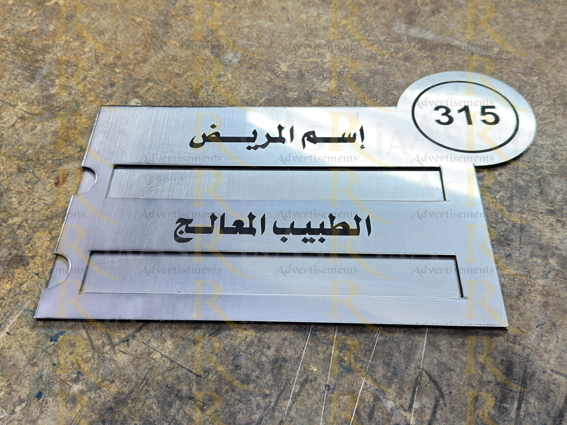 315
إسم المريض
الطبيب المعالج
Advertisements